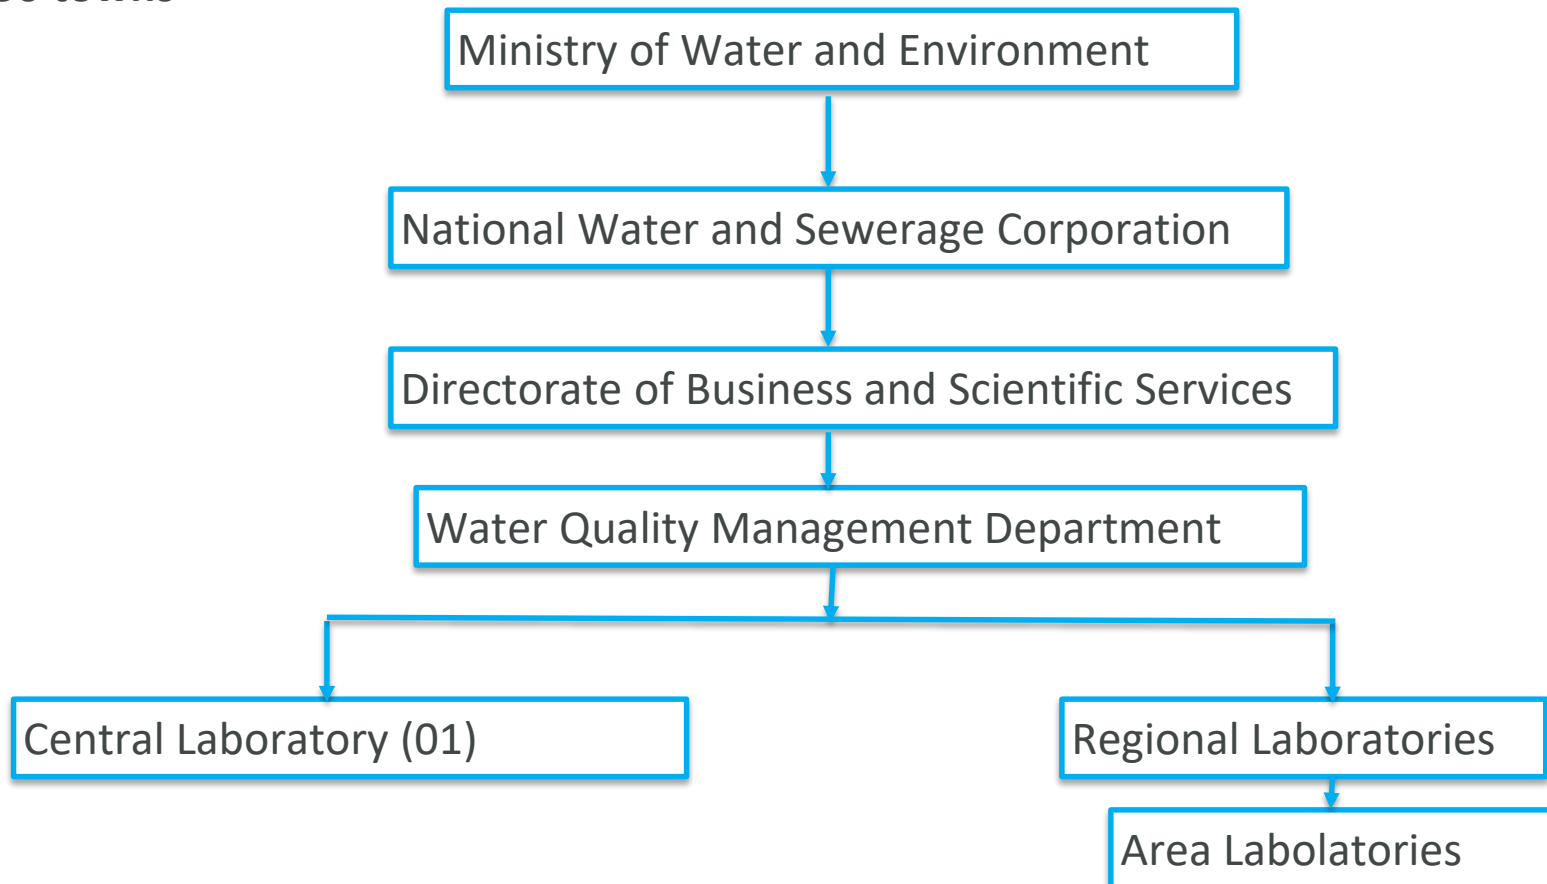 towns
Ministry of Water and Environment
National Water and Sewerage Corporation
Directorate of Business and Scientific Services
Water Quality Management Department
Central Laboratory (01)
Regional Laboratories
Area Labolatories